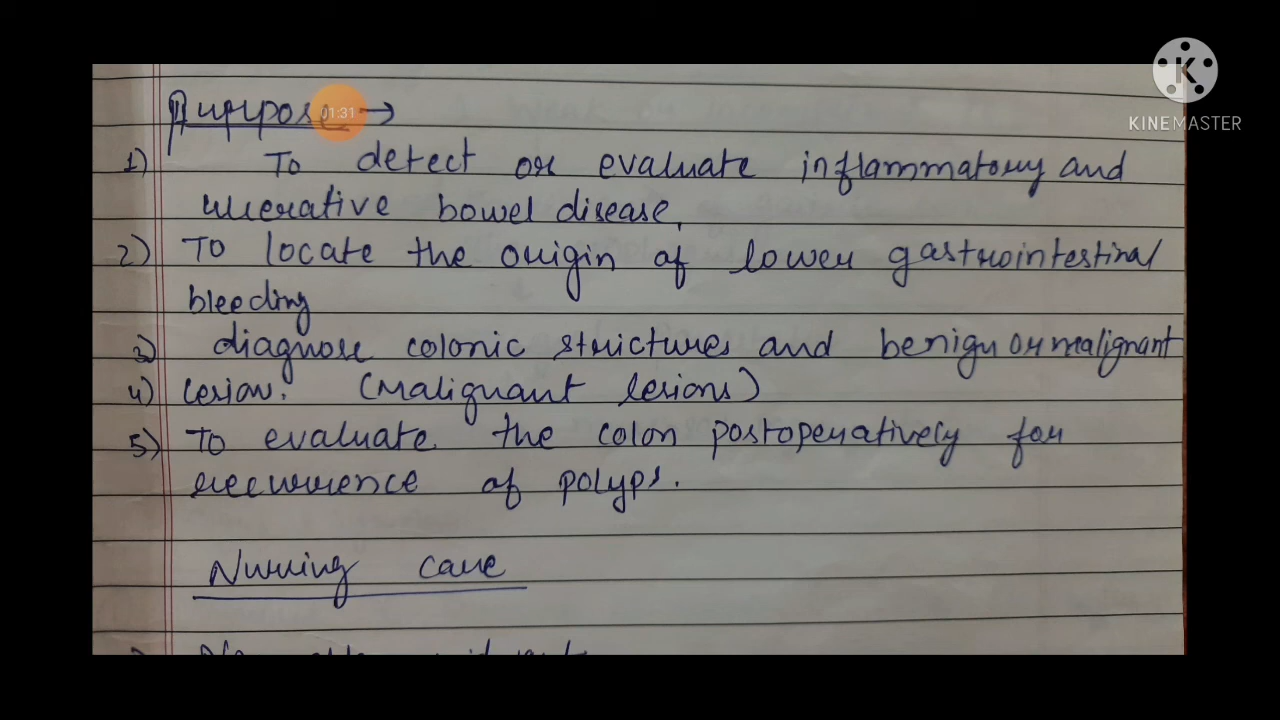 Purpose →
01:31
KINEMASTER
1) To detect or evaluate inflammatory and
ulcerative bowel disease.
2) To locate the origin of lower gastrointestinal
bleeding
3) diagnose colonic strictures and benign or malignant
4) lesion. (Malignant lesions)
5) To evaluate the colon postoperatively for
recurrence of polyps.
Nursing care